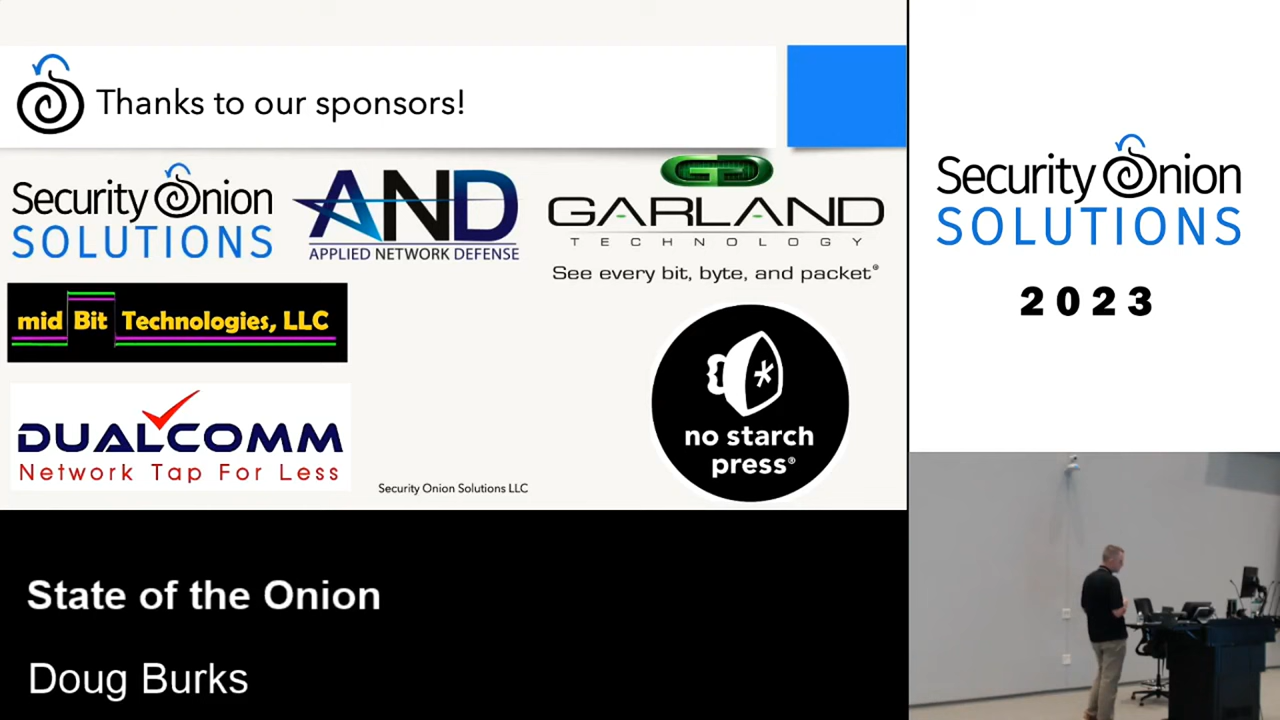 Thanks to our sponsors!
Security Onion
SOLUTIONS
AND
APPLIED NETWORK DEFENSE
GARLAND
TECHNOLOGY
See every bit, byte, and packet®
mid Bit Technologies, LLC
DUALCOMM
Network Tap For Less
no starch
press®
Security Onion Solutions LLC
Security Onion
SOLUTIONS
2023
State of the Onion
Doug Burks